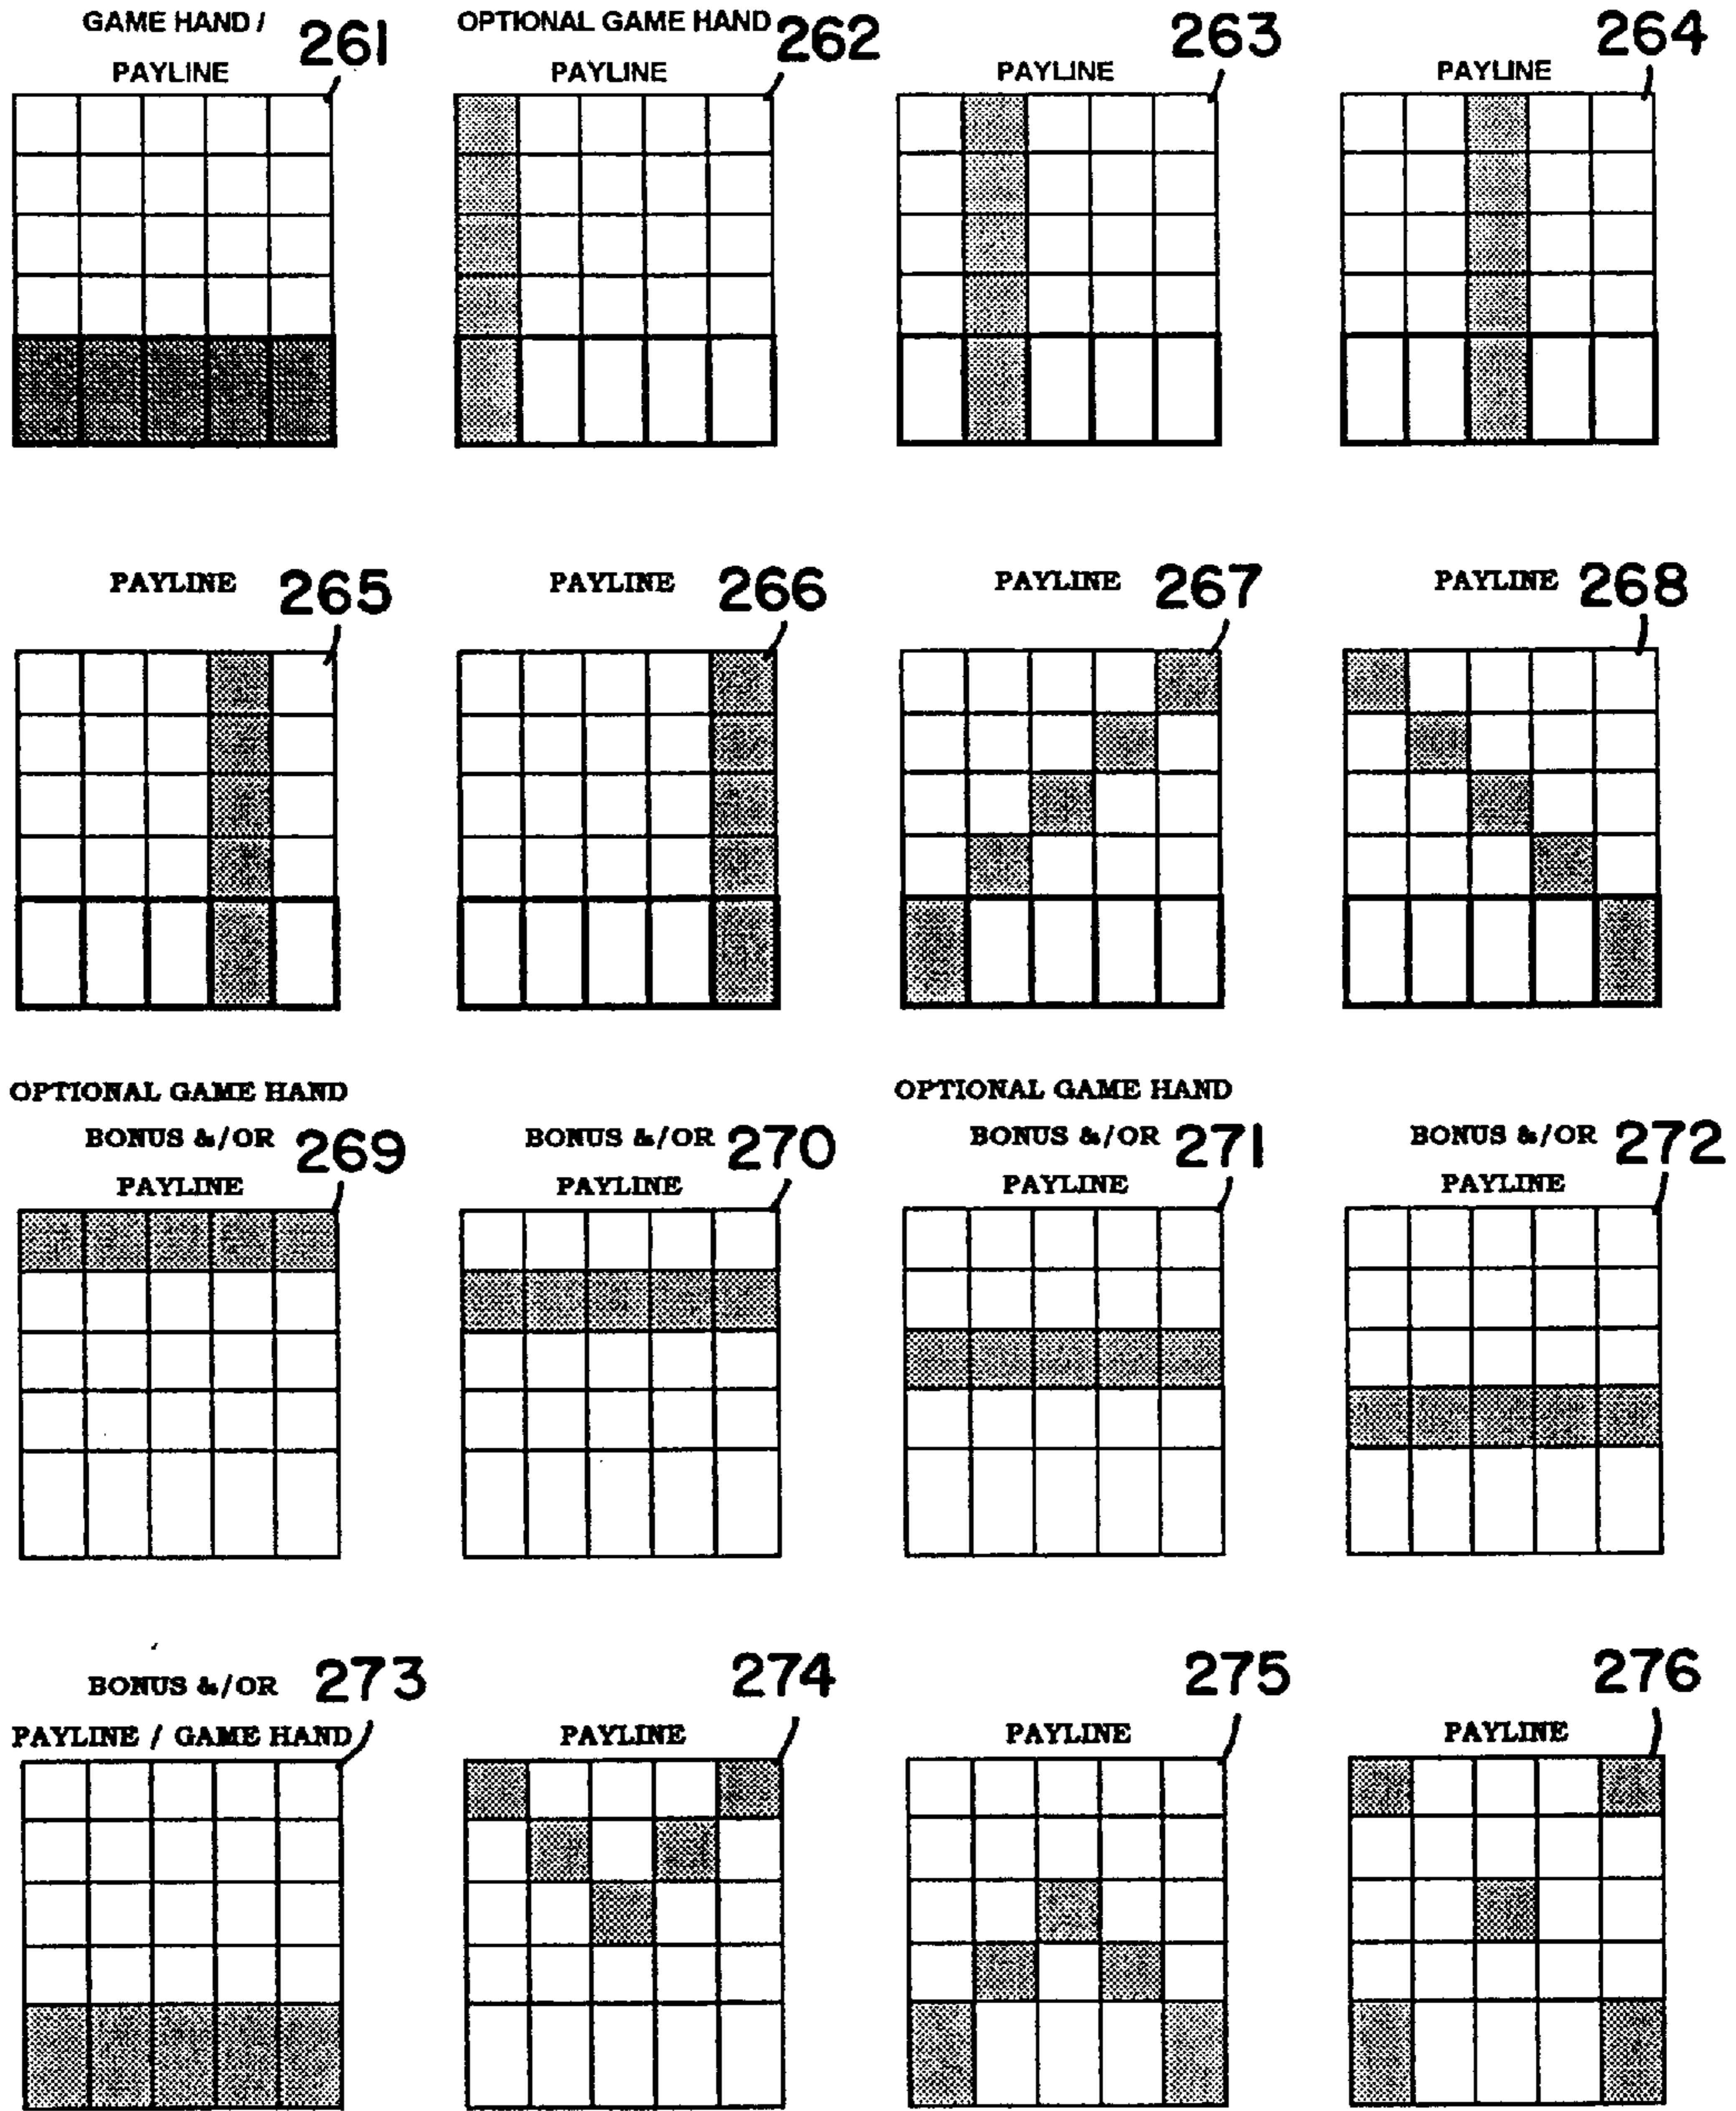 GAME HAND /
PAYLINE
261
OPTIONAL GAME HAND
PAYLINE
262
PAYLINE
263
PAYLINE
264
PAYLINE
265
PAYLINE
266
PAYLINE
267
PAYLINE
268
OPTIONAL GAME HAND
BONUS &/OR
PAYLINE
269
BONUS &/OR
PAYLINE
270
OPTIONAL GAME HAND
BONUS &/OR
PAYLINE
271
BONUS &/OR
PAYLINE
272
BONUS &/OR
PAYLINE / GAME HAND
273
PAYLINE
274
PAYLINE
275
PAYLINE
276